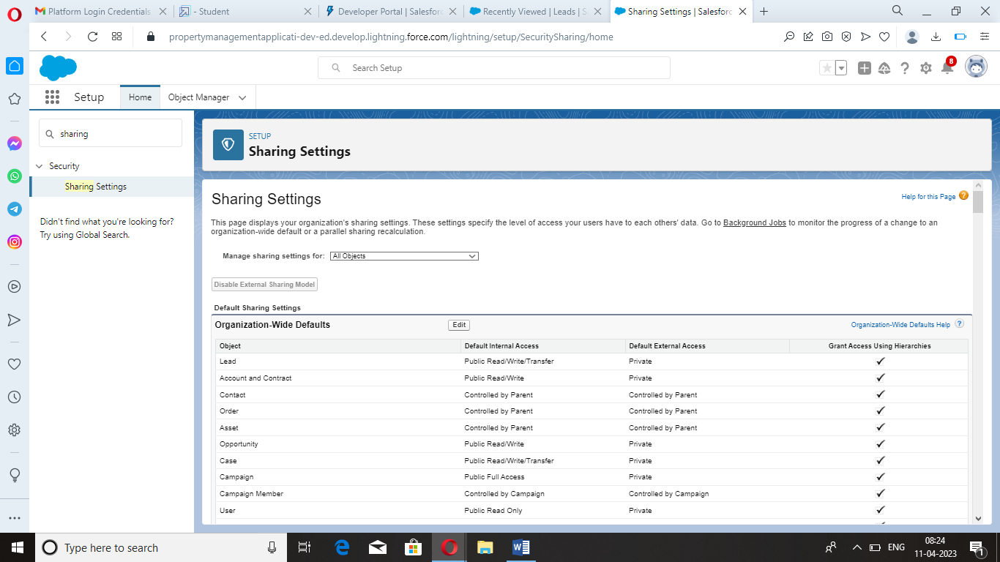 Platform Login Credentials
- Student
Developer Portal | Salesforc
Recently Viewed | Leads | S
Sharing Settings | Salesforc
propertymanagementapplicati-dev-ed.develop.lightning.force.com/lightning/setup/SecuritySharing/home
Search Setup
8
Setup
Home
Object Manager
sharing
Security
Sharing Settings
Didn't find what you're looking for?
Try using Global Search.
SETUP
Sharing Settings
Sharing Settings
Help for this Page ?
This page displays your organization's sharing settings. These settings specify the level of access your users have to each others' data. Go to Background Jobs to monitor the progress of a change to an
organization-wide default or a parallel sharing recalculation.
Manage sharing settings for: All Objects
Disable External Sharing Model
Default Sharing Settings
Organization-Wide Defaults Edit Organization-Wide Defaults Help ?
Object Default Internal Access Default External Access Grant Access Using Hierarchies
Lead Public Read/Write/Transfer Private ✓
Account and Contract Public Read/Write Private ✓
Contact Controlled by Parent Controlled by Parent ✓
Order Controlled by Parent Controlled by Parent ✓
Asset Controlled by Parent Controlled by Parent ✓
Opportunity Public Read/Write Private ✓
Case Public Read/Write/Transfer Private ✓
Campaign Public Full Access Private ✓
Campaign Member Controlled by Campaign Controlled by Campaign ✓
User Public Read Only Private ✓
Type here to search
W
ENG
08:24
11-04-2023
1